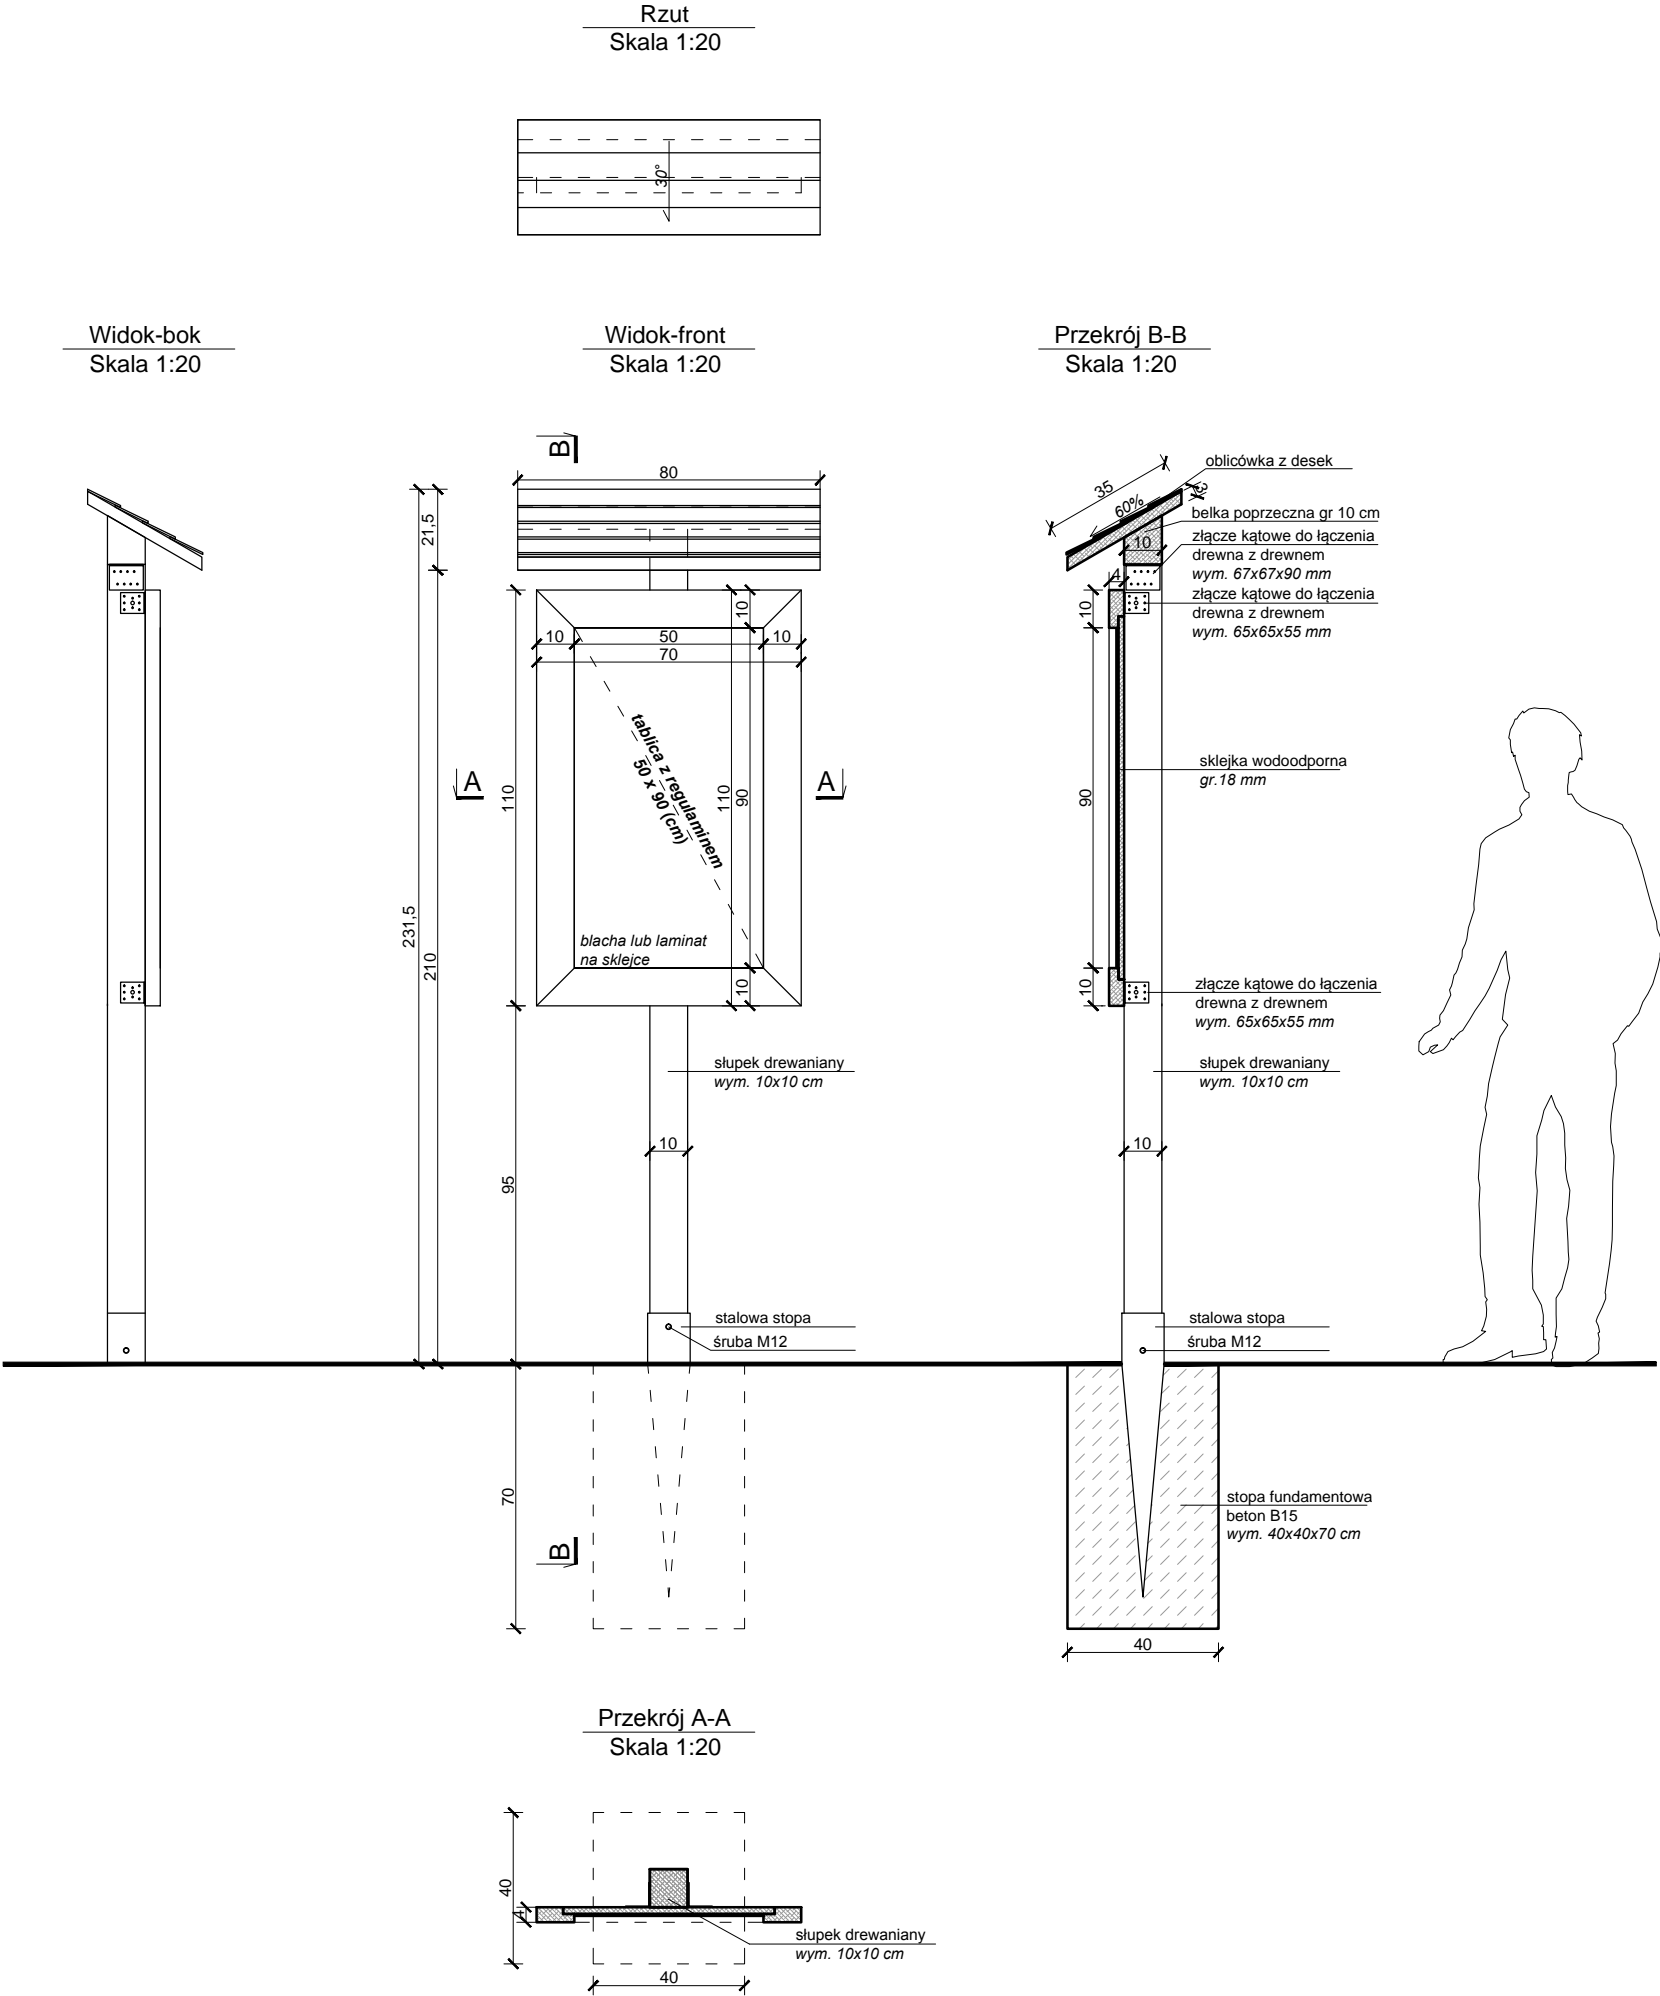 Rzut
Skala 1:20
30°
Widok-bok
Skala 1:20
Widok-front
Skala 1:20
Przekrój B-B
Skala 1:20
B
80
21,5
231,5
210
10
50
10
70
10
110
110
90
10
tablica z regulaminem
50 x 90 (cm)
blacha lub laminat
na sklejce
A
A
słupek drewaniany
wym. 10x10 cm
10
95
stalowa stopa
śruba M12
70
B
35
60%
3
oblicówka z desek
belka poprzeczna gr 10 cm
10
złącze kątowe do łączenia
drewna z drewnem
wym. 67x67x90 mm
4
złącze kątowe do łączenia
drewna z drewnem
wym. 65x65x55 mm
10
90
sklejka wodoodporna
gr.18 mm
10
złącze kątowe do łączenia
drewna z drewnem
wym. 65x65x55 mm
słupek drewaniany
wym. 10x10 cm
10
stalowa stopa
śruba M12
stopa fundamentowa
beton B15
wym. 40x40x70 cm
40
Przekrój A-A
Skala 1:20
40
4
słupek drewaniany
wym. 10x10 cm
40